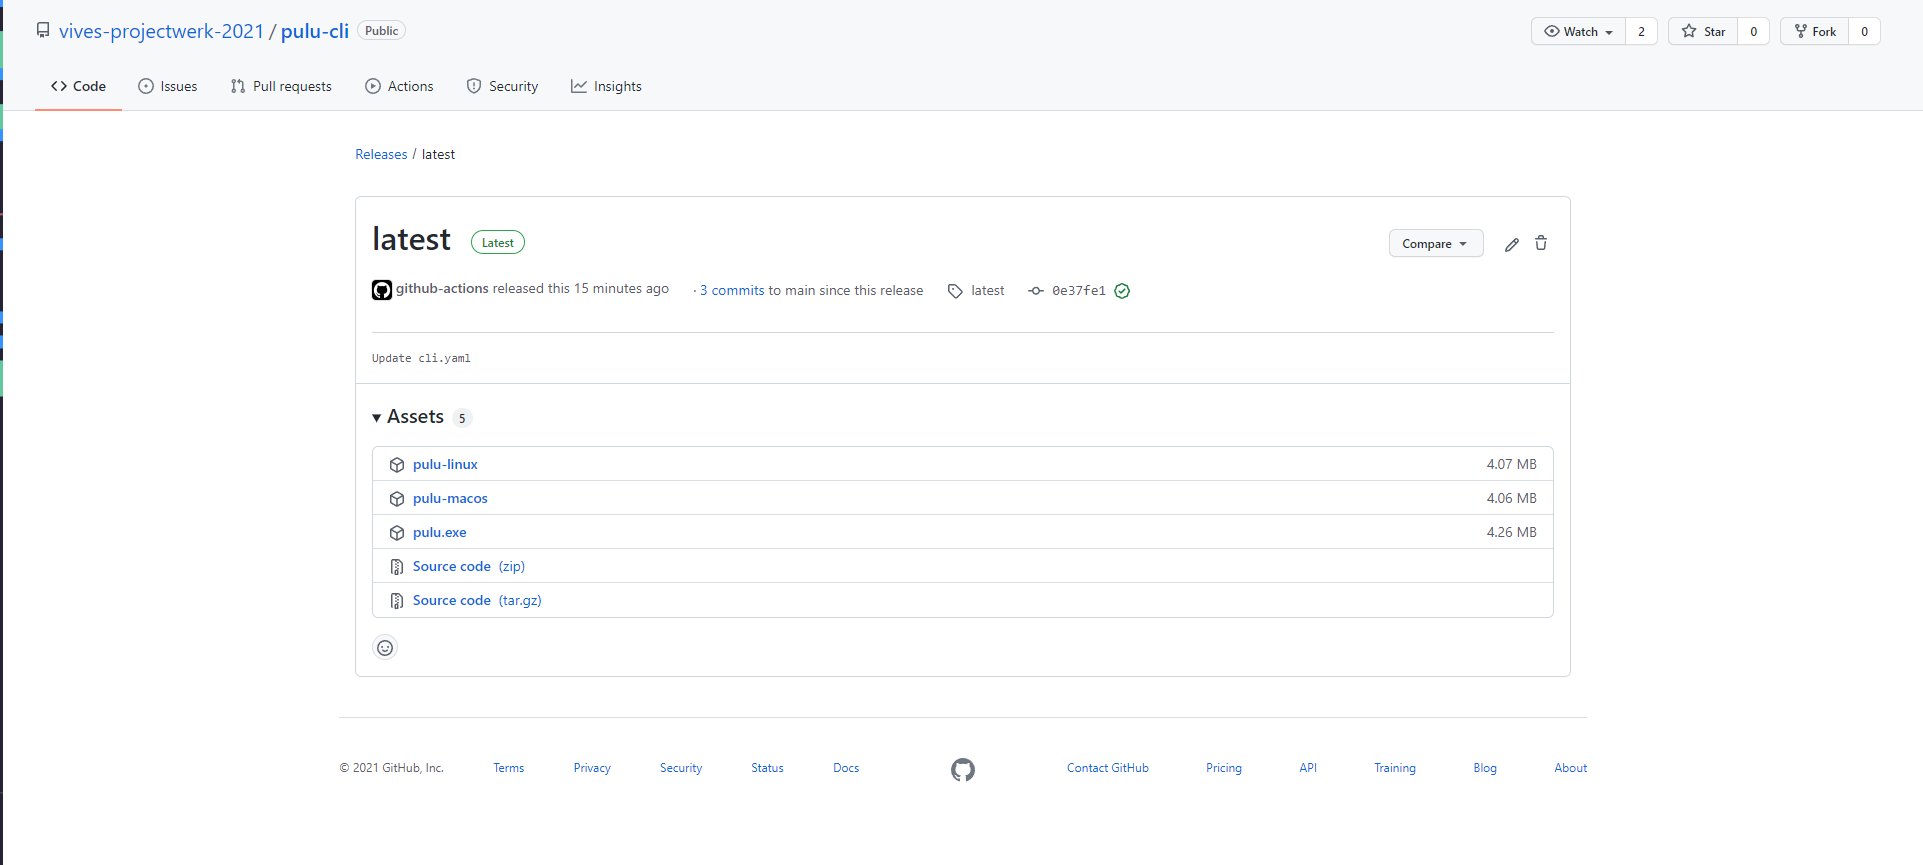 vives-projectwerk-2021 / pulu-cli Public Watch 2 Star 0 Fork 0
Code Issues Pull requests Actions Security Insights
Releases / latest
latest Latest Compare
github-actions released this 15 minutes ago · 3 commits to main since this release latest 0e37fe1
Update cli.yaml
Assets 5
pulu-linux 4.07 MB
pulu-macos 4.06 MB
pulu.exe 4.26 MB
Source code (zip)
Source code (tar.gz)
© 2021 GitHub, Inc. Terms Privacy Security Status Docs Contact GitHub Pricing API Training Blog About